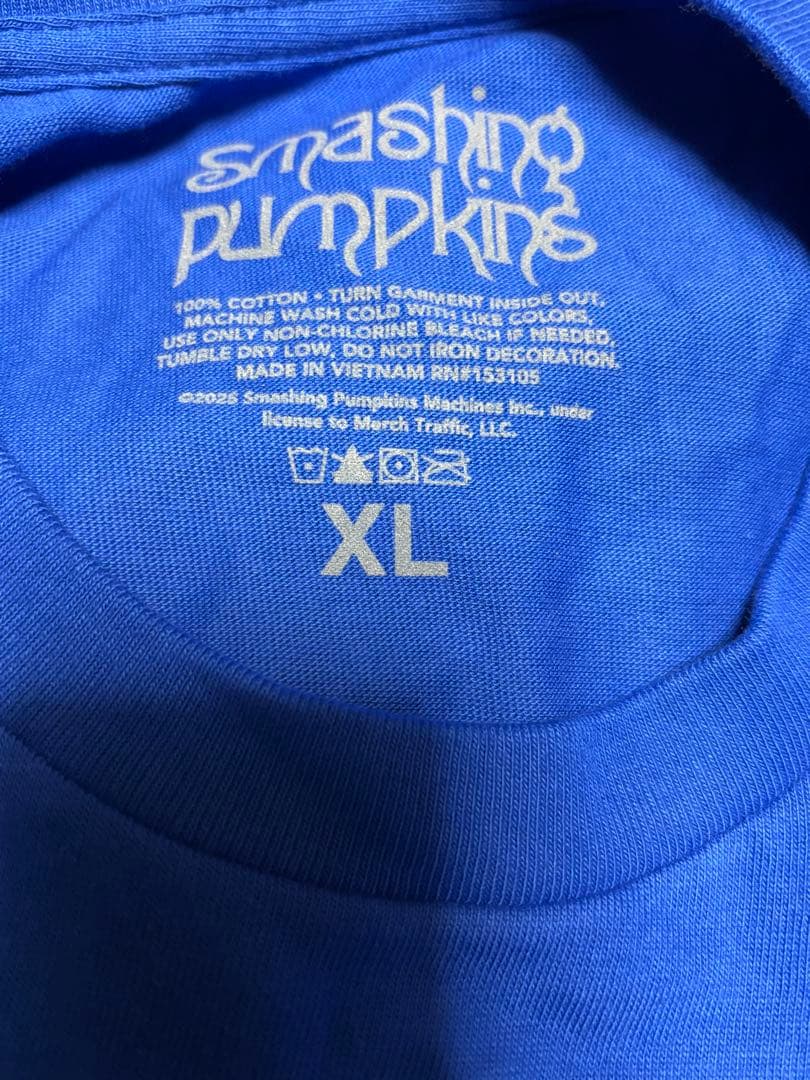 smashing
pumpkins
100% COTTON • TURN GARMENT INSIDE OUT,
MACHINE WASH COLD WITH LIKE COLORS,
USE ONLY NON-CHLORINE BLEACH IF NEEDED,
TUMBLE DRY LOW, DO NOT IRON DECORATION.
MADE IN VIETNAM RN#153105
©2025 Smashing Pumpkins Machines Inc., under
license to Merch Traffic, LLC.
XL